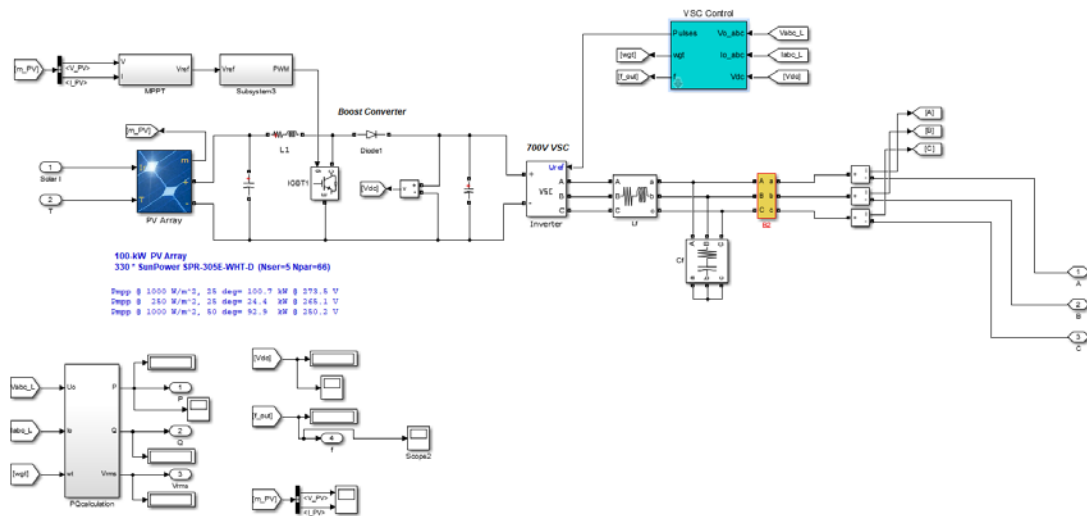 VSC Control
Pulses
Vo_abc
Vabc_L
[wgt]
wgt
Io_abc
Iabc_L
[f_out]
f
Vdc
[Vdc]
[m_PV]
<V_PV>
<I_PV>
V
I
Vref
MPPT
Vref
PWM
Subsystem3
Boost Converter
[m_PV]
L1
Diode1
IGBT1
[Vdc]
1
Solar I
2
T
m
+
-
PV Array
700V VSC
Uref
VSC
+
-
A
B
C
Inverter
A
B
C
a
b
c
Lf
A
B
C
a
b
c
A
B
C
Cf
[A]
[B]
[C]
1
A
2
B
3
C
100-kW PV Array
330 * SunPower SPR-305E-WHT-D (Nser=5 Npar=66)
Pmpp @ 1000 W/m^2, 25 deg= 100.7 kW @ 273.5 V
Pmpp @ 250 W/m^2, 25 deg= 24.4 kW @ 265.1 V
Pmpp @ 1000 W/m^2, 50 deg= 92.9 kW @ 250.2 V
Vabc_L
Uo
P
1
P
Iabc_L
Io
Q
2
Q
[wgt]
wt
Vrms
3
Vrms
PQcalculation
[Vdc]
[f_out]
4
f
Scope2
[m_PV]
<V_PV>
<I_PV>